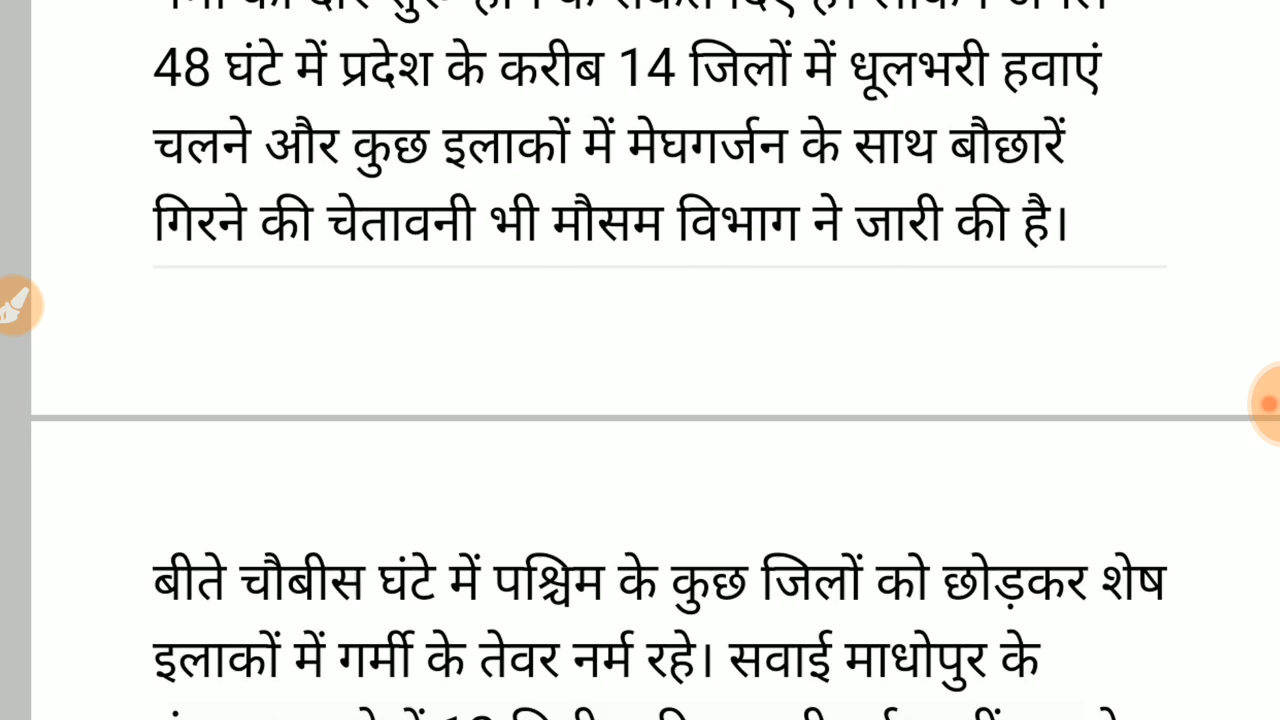 48 घंटे में प्रदेश के करीब 14 जिलों में धूलभरी हवाएं
चलने और कुछ इलाकों में मेघगर्जन के साथ बौछारें
गिरने की चेतावनी भी मौसम विभाग ने जारी की है।
बीते चौबीस घंटे में पश्चिम के कुछ जिलों को छोड़कर शेष
इलाकों में गर्मी के तेवर नर्म रहे। सवाई माधोपुर के